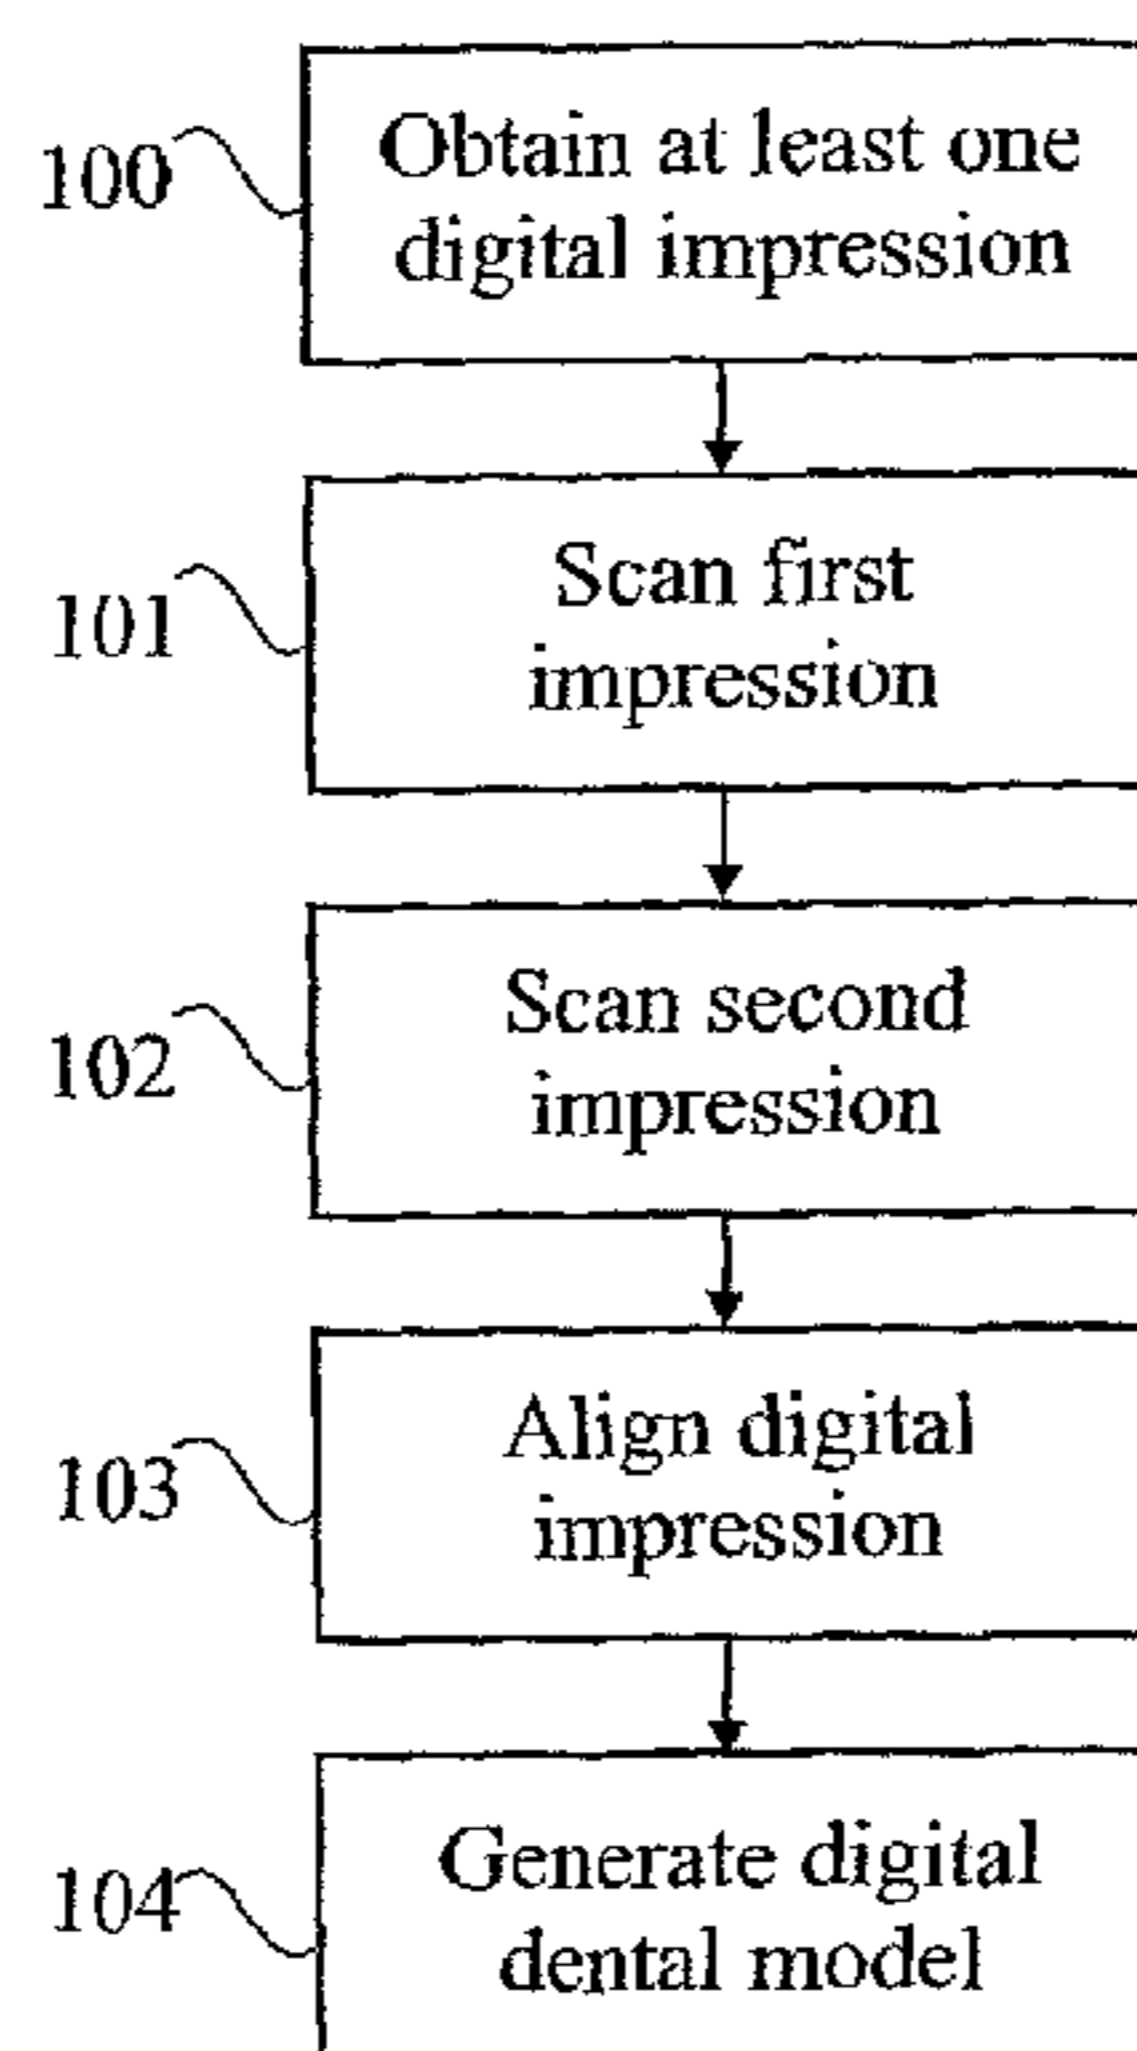 100
Obtain at least one
digital impression
101
Scan first
impression
102
Scan second
impression
103
Align digital
impression
104
Generate digital
dental model